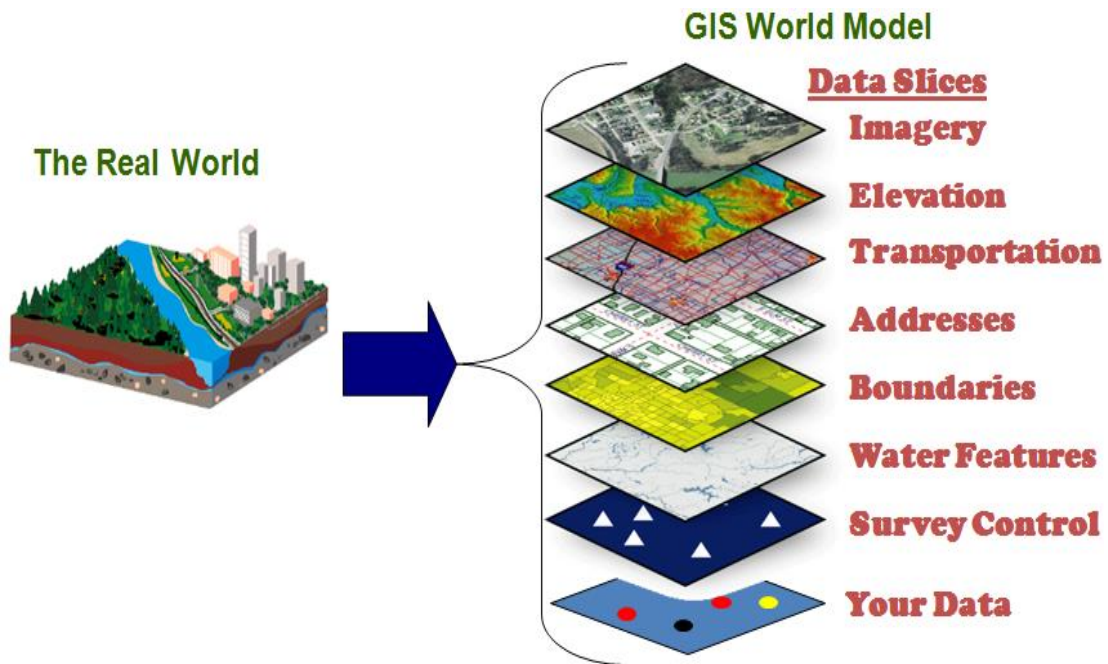 GIS World Model
The Real World
Data Slices
Imagery
Elevation
Transportation
Addresses
Boundaries
Water Features
Survey Control
Your Data